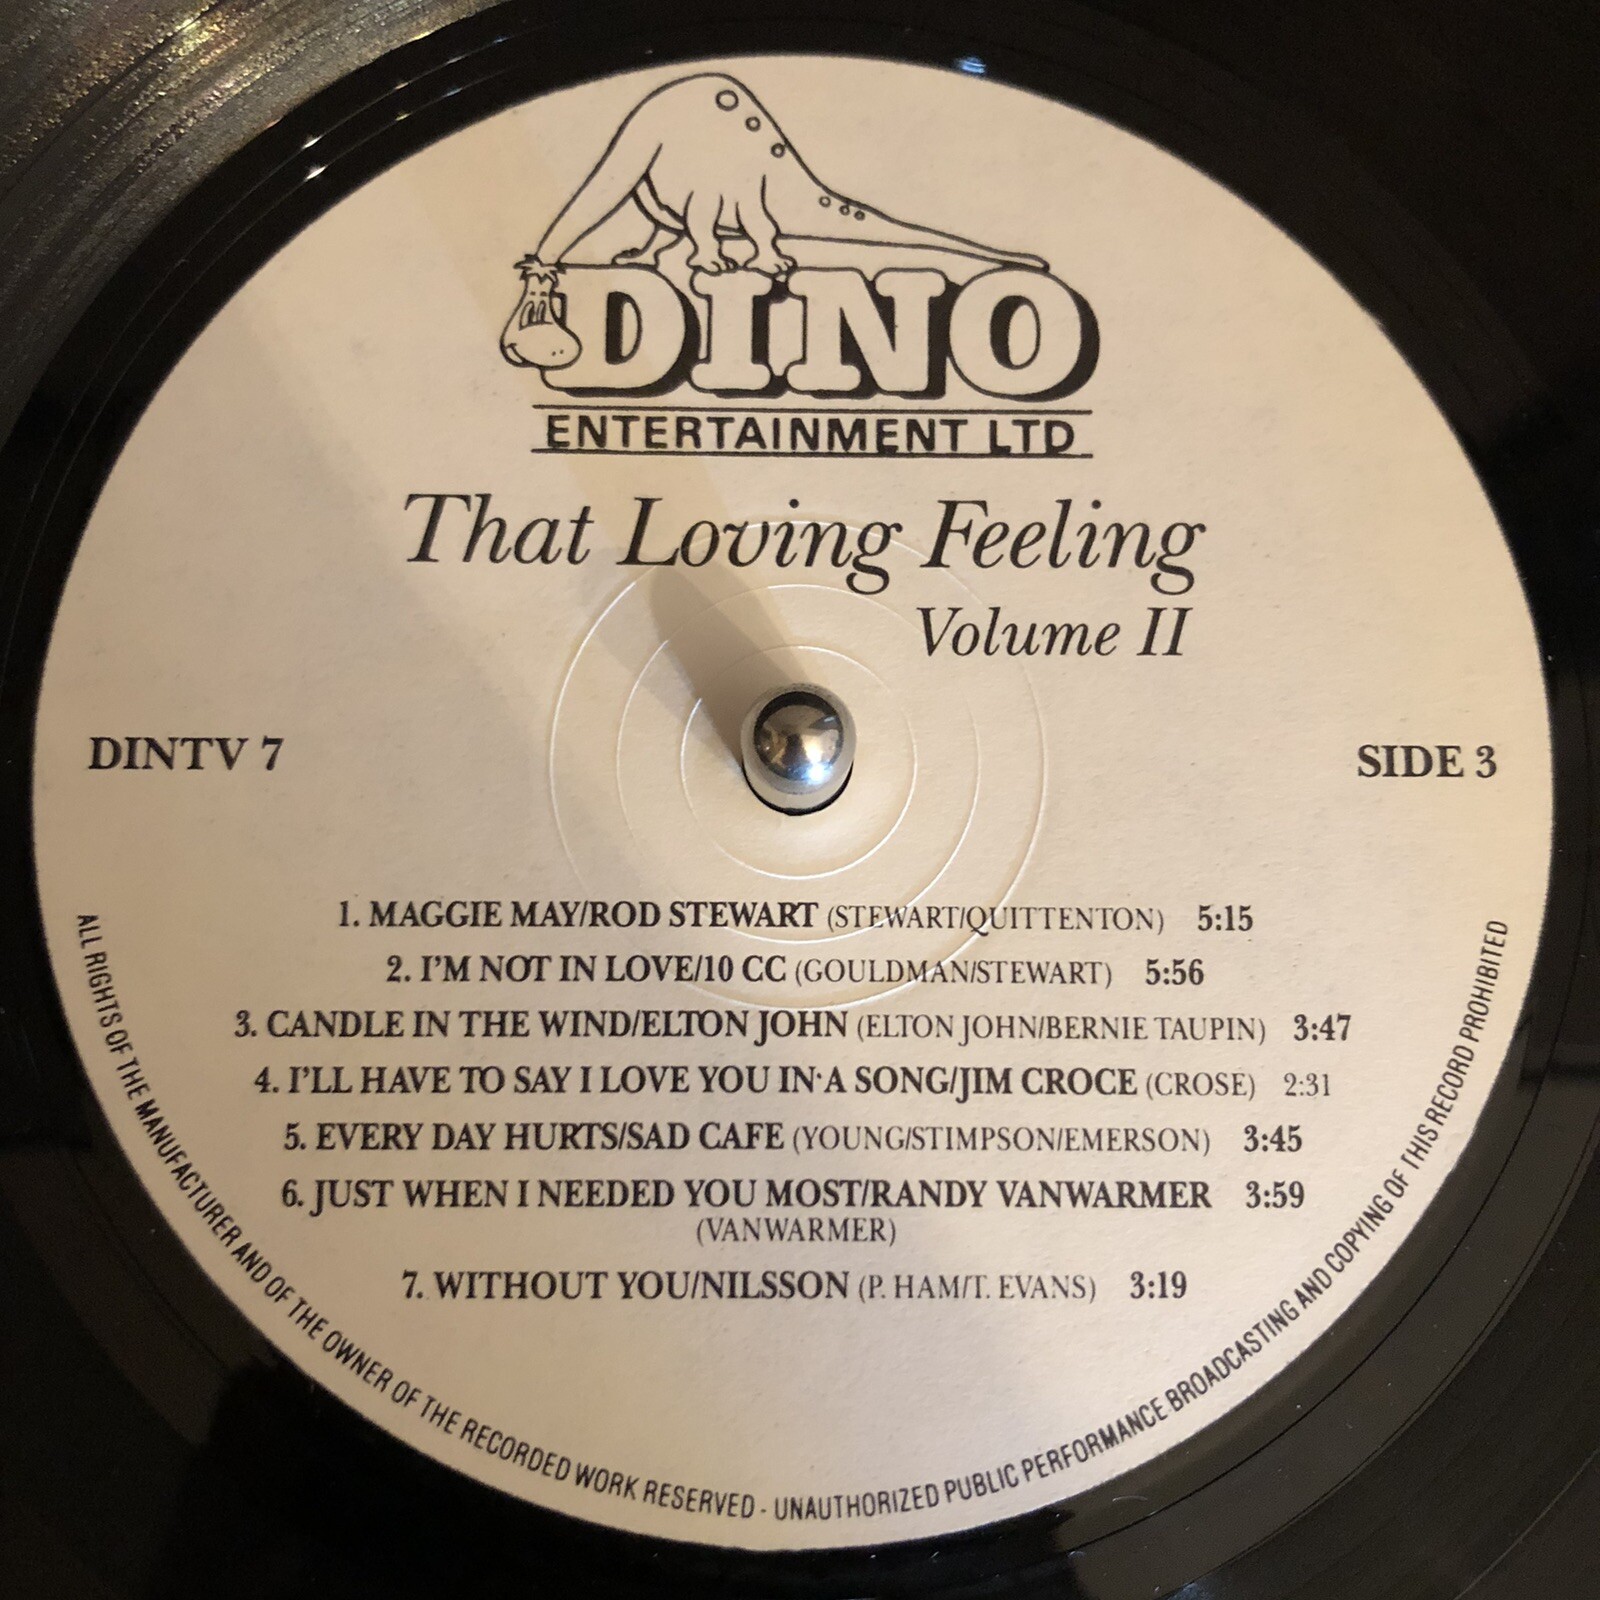 DINO
ENTERTAINMENT LTD
That Loving Feeling
Volume II
DINTV 7
SIDE 3
1. MAGGIE MAY/ROD STEWART (STEWART/QUITTENTON) 5:15
2. I'M NOT IN LOVE/10 CC (GOULDMAN/STEWART) 5:56
3. CANDLE IN THE WIND/ELTON JOHN (ELTON JOHN/BERNIE TAUPIN) 3:47
4. I'LL HAVE TO SAY I LOVE YOU IN A SONG/JIM CROCE (CROSE) 2:31
5. EVERY DAY HURTS/SAD CAFE (YOUNG/STIMPSON/EMERSON) 3:45
6. JUST WHEN I NEEDED YOU MOST/RANDY VANWARMER 3:59
(VANWARMER)
7. WITHOUT YOU/NILSSON (P. HAM/T. EVANS) 3:19
ALL RIGHTS OF THE MANUFACTURER AND OF THE OWNER OF THE RECORDED WORK RESERVED - UNAUTHORIZED PUBLIC PERFORMANCE BROADCASTING AND COPYING OF THIS RECORD PROHIBITED